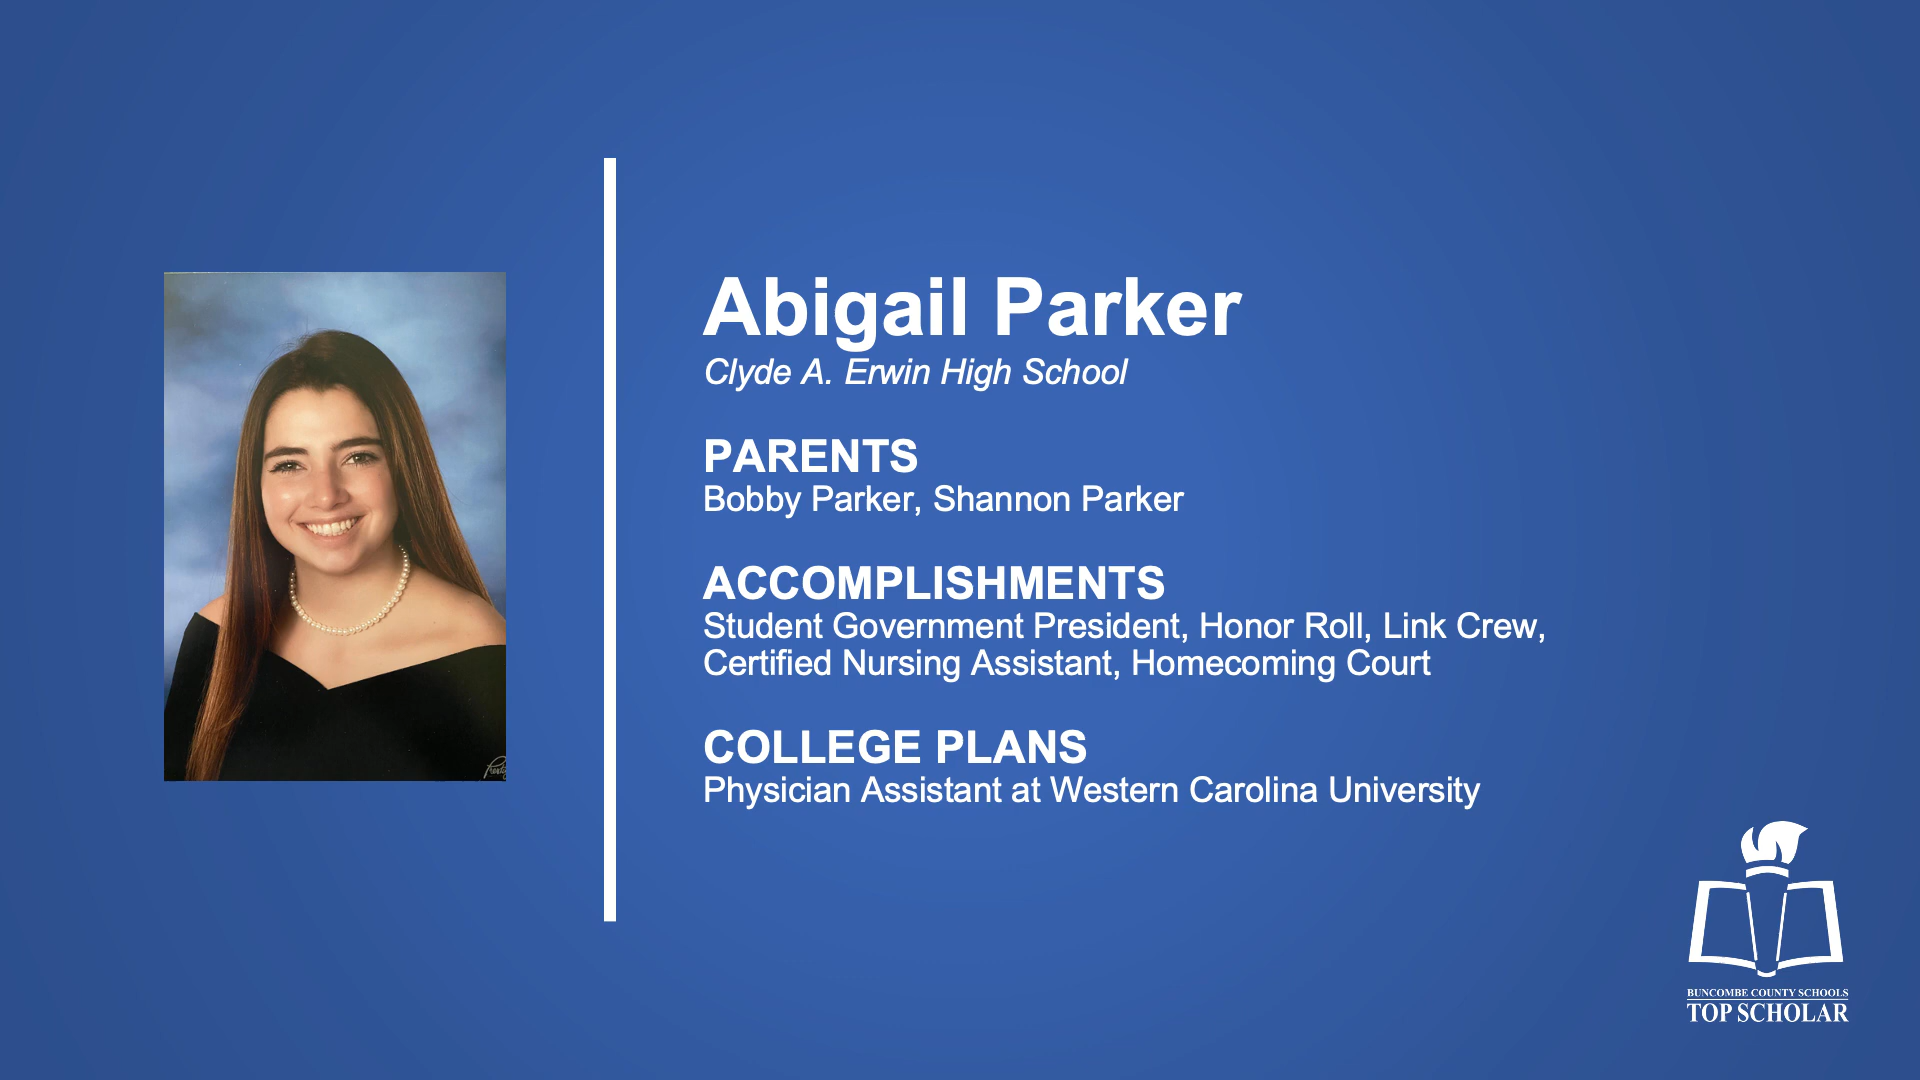 Abigail Parker
Clyde A. Erwin High School
PARENTS
Bobby Parker, Shannon Parker
ACCOMPLISHMENTS
Student Government President, Honor Roll, Link Crew,
Certified Nursing Assistant, Homecoming Court
COLLEGE PLANS
Physician Assistant at Western Carolina University
BUNCOMBE COUNTY SCHOOLS
TOP SCHOLAR